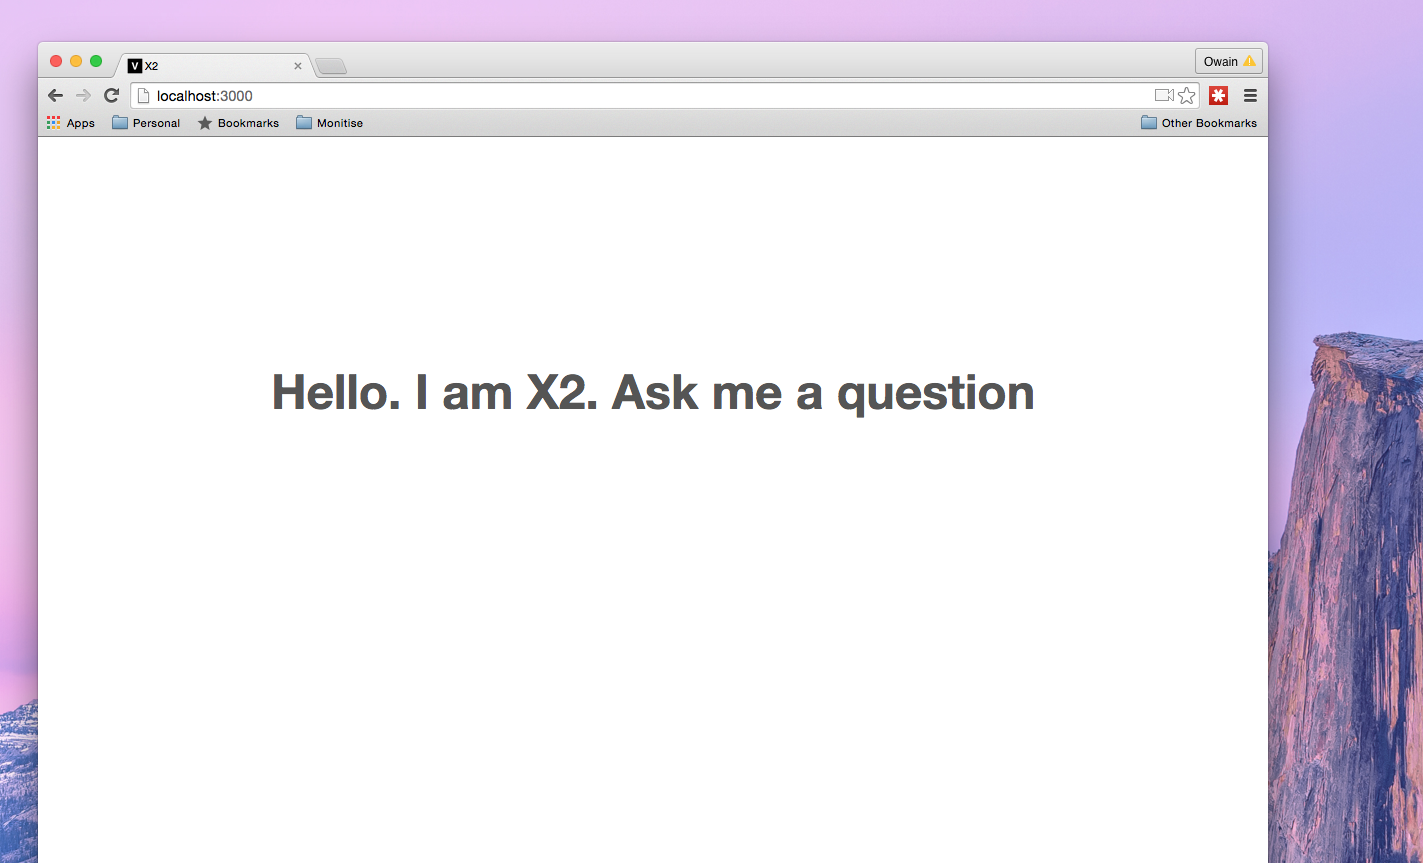 V X2
Owain
localhost:3000
Apps Personal Bookmarks Monitise Other Bookmarks
Hello. I am X2. Ask me a question